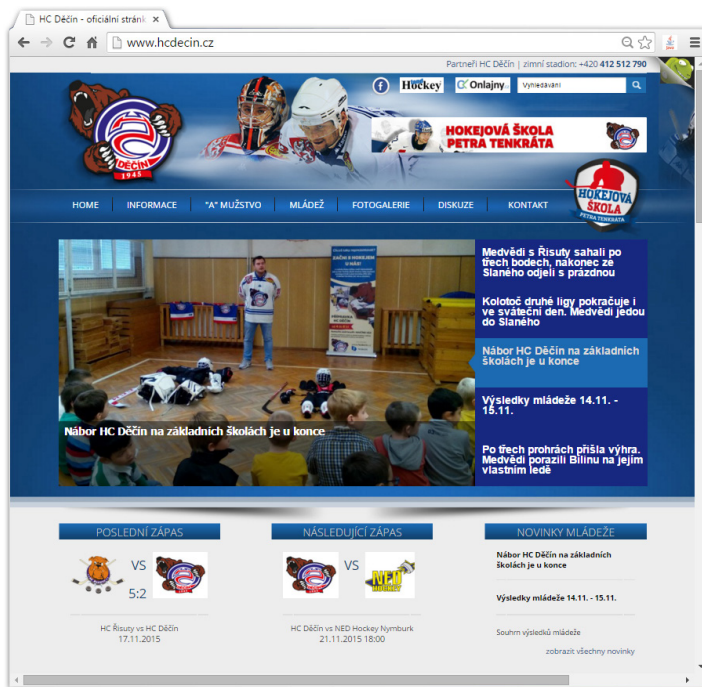 HC Děčín - oficiální stránk
www.hcdecin.cz
Partneři HC Děčín | zimní stadion: +420 412 512 790
Hockey
Onlajny
Vyhledávání
HOKEJOVÁ ŠKOLA
PETRA TENKRÁTA
DĚČÍN
1945
HOKEJOVÁ
ŠKOLA
PETRA TENKRÁTA
HOME
INFORMACE
"A" MUŽSTVO
MLÁDEŽ
FOTOGALERIE
DISKUZE
KONTAKT
Medvědi s Řisuty sahali po
třech bodech, nakonec ze
Slaného odjeli s prázdnou
Kolotoč druhé ligy pokračuje i
ve sváteční den. Medvědi jedou
do Slaného
Nábor HC Děčín na základních
školách je u konce
Výsledky mládeže 14.11. -
15.11.
Po třech prohrách přišla výhra.
Medvědi porazili Bílinu na jejím
vlastním ledě
Nábor HC Děčín na základních školách je u konce
POSLEDNÍ ZÁPAS
VS
5:2
HC Řisuty vs HC Děčín
17.11.2015
NÁSLEDUJÍCÍ ZÁPAS
VS
NED
HOCKEY
HC Děčín vs NED Hockey Nymburk
21.11.2015 18:00
NOVINKY MLÁDEŽE
Nábor HC Děčín na základních
školách je u konce
Výsledky mládeže 14.11. - 15.11.
Souhrn výsledků mládeže
zobrazit všechny novinky